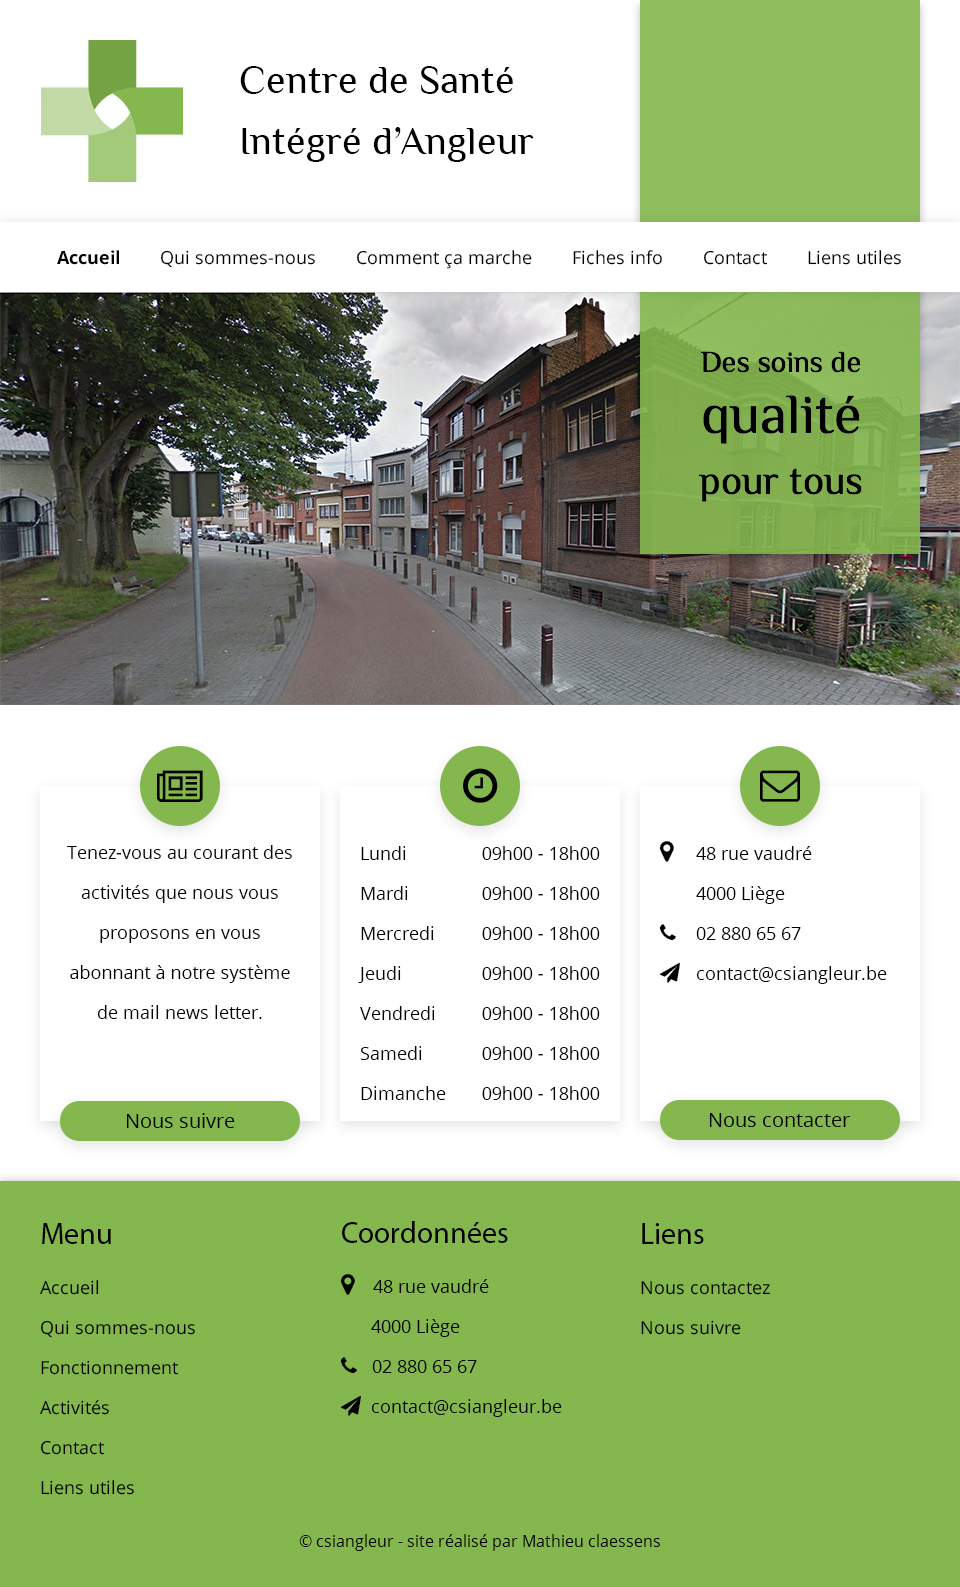 Centre de Santé
Intégré d’Angleur
Accueil
Qui sommes-nous
Comment ça marche
Fiches info
Contact
Liens utiles
Des soins de
qualité
pour tous
Tenez-vous au courant des
activités que nous vous
proposons en vous
abonnant à notre système
de mail news letter.
Nous suivre
Lundi 09h00 - 18h00
Mardi 09h00 - 18h00
Mercredi 09h00 - 18h00
Jeudi 09h00 - 18h00
Vendredi 09h00 - 18h00
Samedi 09h00 - 18h00
Dimanche 09h00 - 18h00
48 rue vaudré
4000 Liège
02 880 65 67
contact@csiangleur.be
Nous contacter
Menu
Accueil
Qui sommes-nous
Fonctionnement
Activités
Contact
Liens utiles
Coordonnées
48 rue vaudré
4000 Liège
02 880 65 67
contact@csiangleur.be
Liens
Nous contactez
Nous suivre
© csiangleur - site réalisé par Mathieu claessens